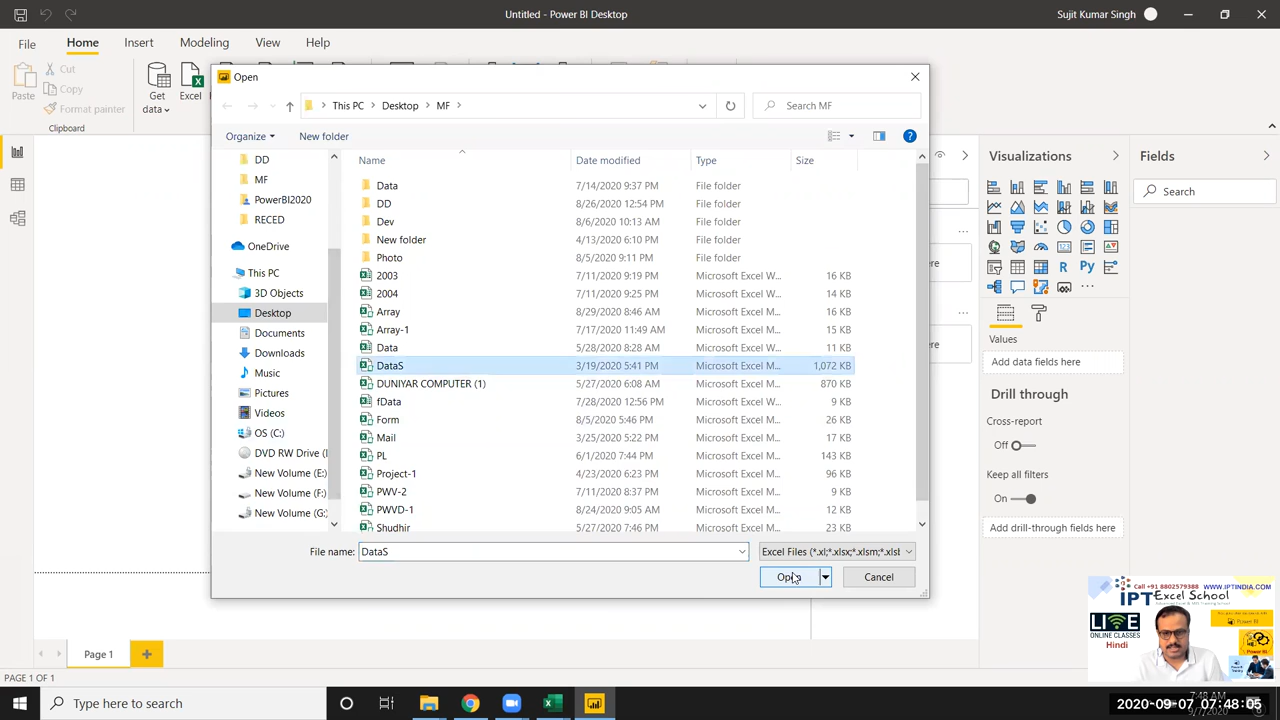 Untitled - Power BI Desktop
Sujit Kumar Singh
File
Home
Insert
Modeling
View
Help
Paste
Cut
Copy
Format painter
Clipboard
Get
data
Excel
Open
This PC
Desktop
MF
Search MF
Organize
New folder
Name
Date modified
Type
Size
DD
MF
PowerBI2020
RECED
OneDrive
This PC
3D Objects
Desktop
Documents
Downloads
Music
Pictures
Videos
OS (C:)
DVD RW Drive (
New Volume (E:
New Volume (F:
New Volume (G:
Data 7/14/2020 9:37 PM File folder
DD 8/26/2020 12:54 PM File folder
Dev 8/6/2020 10:13 AM File folder
New folder 4/13/2020 6:10 PM File folder
Photo 8/5/2020 9:11 PM File folder
2003 7/11/2020 9:19 PM Microsoft Excel W... 16 KB
2004 7/11/2020 9:25 PM Microsoft Excel W... 14 KB
Array 8/29/2020 8:46 AM Microsoft Excel M... 16 KB
Array-1 7/17/2020 11:49 AM Microsoft Excel M... 15 KB
Data 5/28/2020 8:28 AM Microsoft Excel W... 11 KB
DataS 3/19/2020 5:41 PM Microsoft Excel M... 1,072 KB
DUNIYAR COMPUTER (1) 5/27/2020 6:08 AM Microsoft Excel M... 870 KB
fData 7/28/2020 12:56 PM Microsoft Excel W... 9 KB
Form 8/5/2020 5:46 PM Microsoft Excel M... 26 KB
Mail 3/25/2020 5:22 PM Microsoft Excel M... 17 KB
PL 6/1/2020 7:44 PM Microsoft Excel M... 143 KB
Project-1 4/23/2020 6:23 PM Microsoft Excel M... 96 KB
PWV-2 7/11/2020 8:37 PM Microsoft Excel M... 9 KB
PWVD-1 8/24/2020 9:05 AM Microsoft Excel M... 12 KB
Shudhir 5/27/2020 7:46 PM Microsoft Excel M... 23 KB
File name:
DataS
Excel Files (*.xl;*.xlsx;*.xlsm;*.xlsb
Open
Cancel
ere
ere
Visualizations
Fields
Search
Values
Add data fields here
Drill through
Cross-report
Off
Keep all filters
On
Add drill-through fields here
Call +91 8802579388 WWW.IPTINDIA.COM
IPT Excel School
LIVE
ONLINE CLASSES
Hindi
Power BI
Page 1
PAGE 1 OF 1
Type here to search
7:48 AM
9/7/2020
2020-09-07 07:48:05